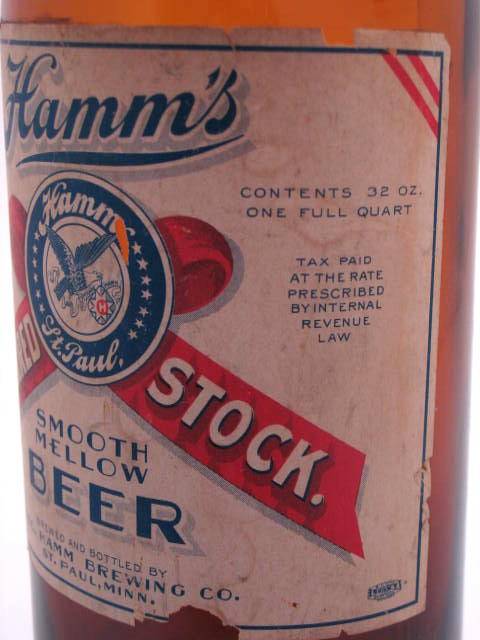 Hamm's
CONTENTS 32 OZ.
ONE FULL QUART
TAX PAID
AT THE RATE
PRESCRIBED
BY INTERNAL
REVENUE
LAW
Hamm
St. Paul.
H
STOCK.
SMOOTH
MELLOW
BEER
BREWED AND BOTTLED BY
HAMM BREWING CO.
ST. PAUL, MINN.